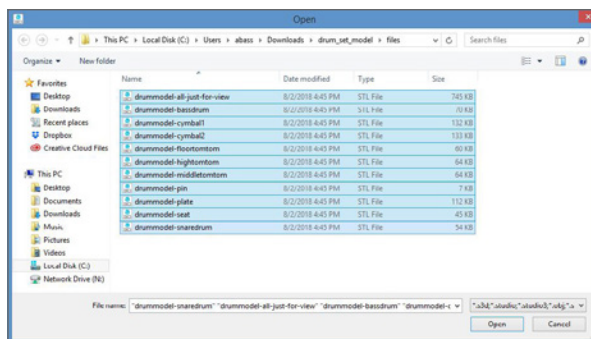 Open
This PC › Local Disk (C:) › Users › abass › Downloads › drum_set_model › files
Search files
Organize
New folder
Name Date modified Type Size
Favorites
Desktop
Downloads
Recent places
Dropbox
Creative Cloud Files
This PC
Desktop
Documents
Downloads
Music
Pictures
Videos
Local Disk (C:)
Network Drive (N:)
drummodel-all-just-for-view 8/2/2018 4:45 PM STL File 745 KB
drummodel-bassdrum 8/2/2018 4:45 PM STL File 70 KB
drummodel-cymbal1 8/2/2018 4:45 PM STL File 132 KB
drummodel-cymbal2 8/2/2018 4:45 PM STL File 133 KB
drummodel-floortomtom 8/2/2018 4:45 PM STL File 60 KB
drummodel-hightomtom 8/2/2018 4:45 PM STL File 64 KB
drummodel-middletomtom 8/2/2018 4:45 PM STL File 64 KB
drummodel-pin 8/2/2018 4:45 PM STL File 7 KB
drummodel-plate 8/2/2018 4:45 PM STL File 112 KB
drummodel-seat 8/2/2018 4:45 PM STL File 45 KB
drummodel-snaredrum 8/2/2018 4:45 PM STL File 54 KB
File name: "drummodel-snaredrum" "drummodel-all-just-for-view" "drummodel-bassdrum" "drummodel-c
Open
Cancel